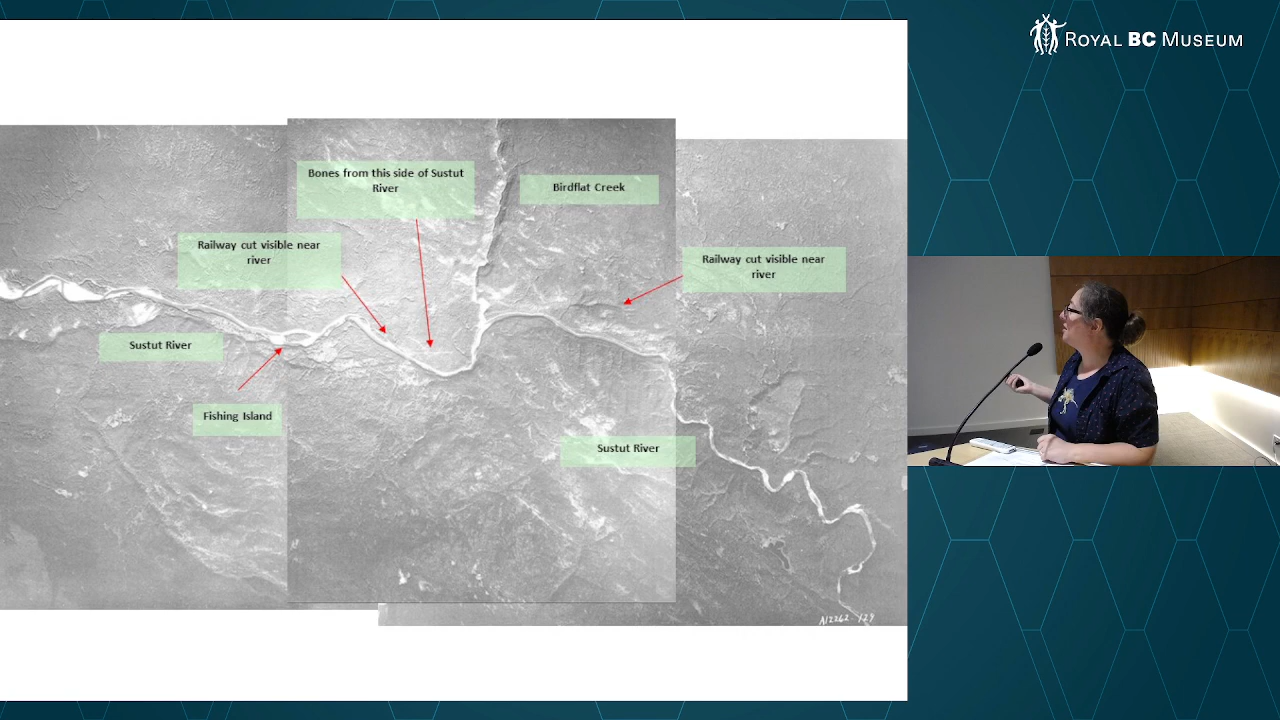 ROYAL BC MUSEUM
Bones from this side of Sustut
River
Birdflat Creek
Railway cut visible near
river
Railway cut visible near
river
Sustut River
Fishing Island
Sustut River
A12262-129